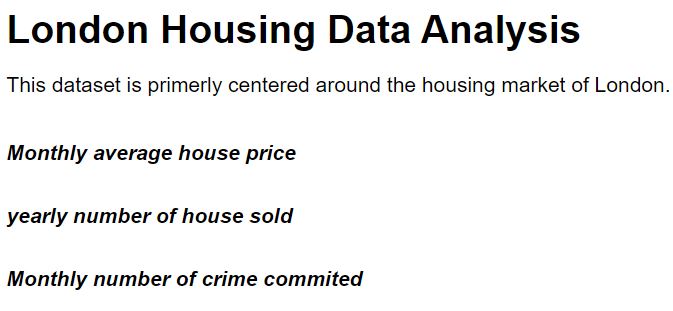 London Housing Data Analysis
This dataset is primerly centered around the housing market of London.
Monthly average house price
yearly number of house sold
Monthly number of crime commited